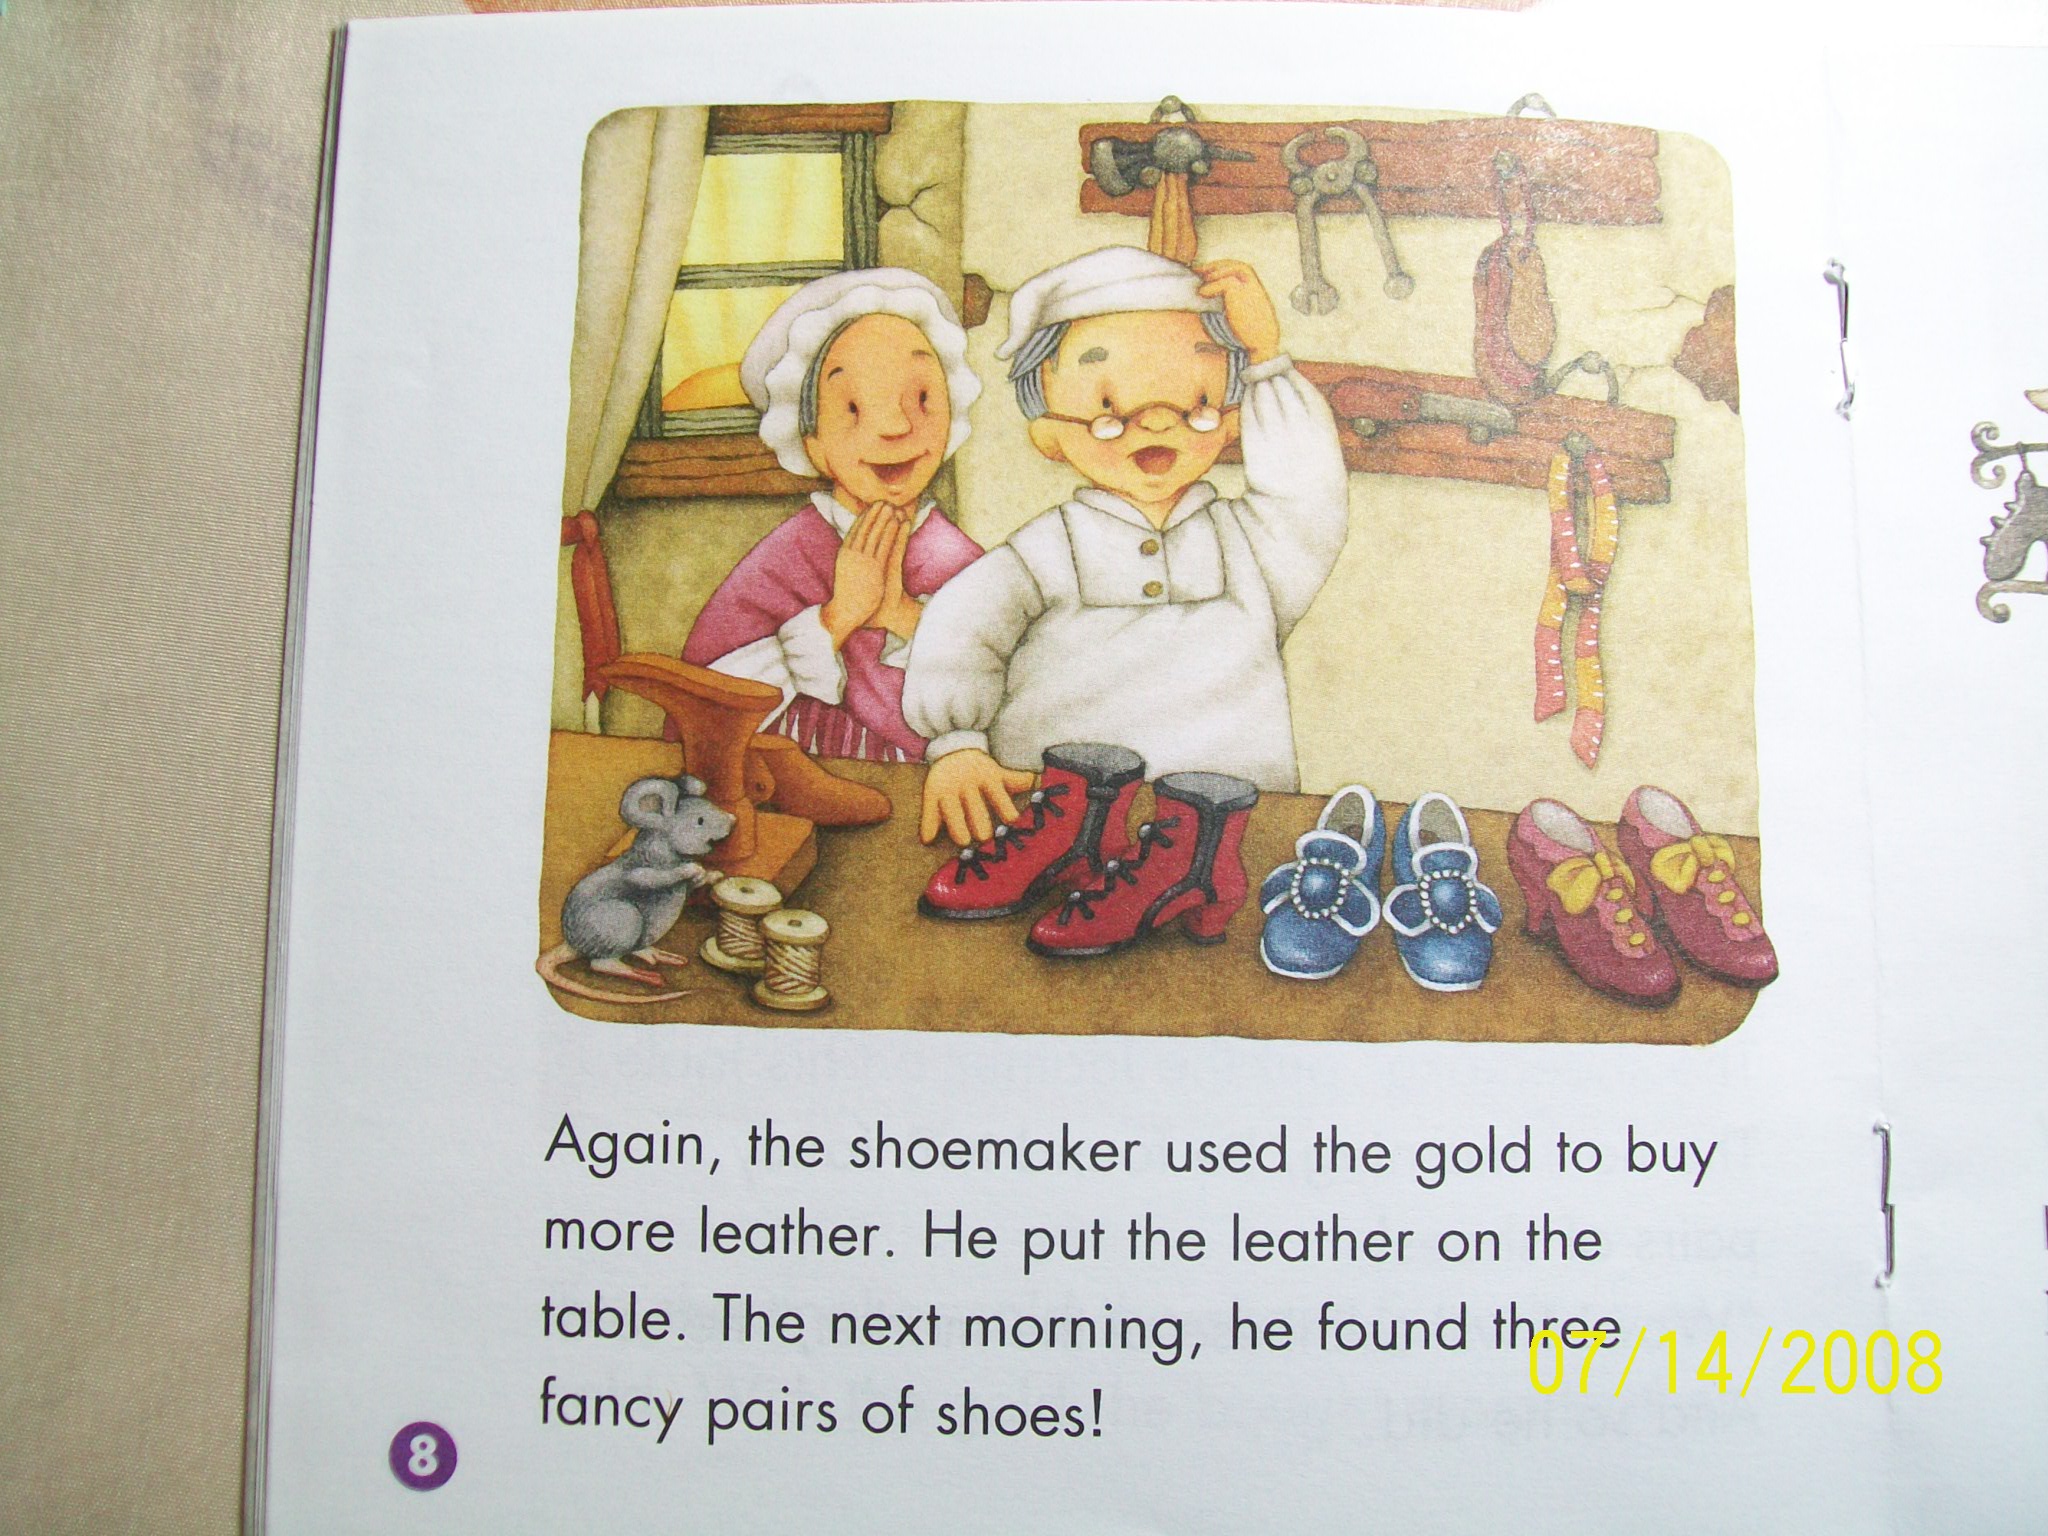 Again, the shoemaker used the gold to buy
more leather. He put the leather on the
table. The next morning, he found three
fancy pairs of shoes!
07/14/2008
8